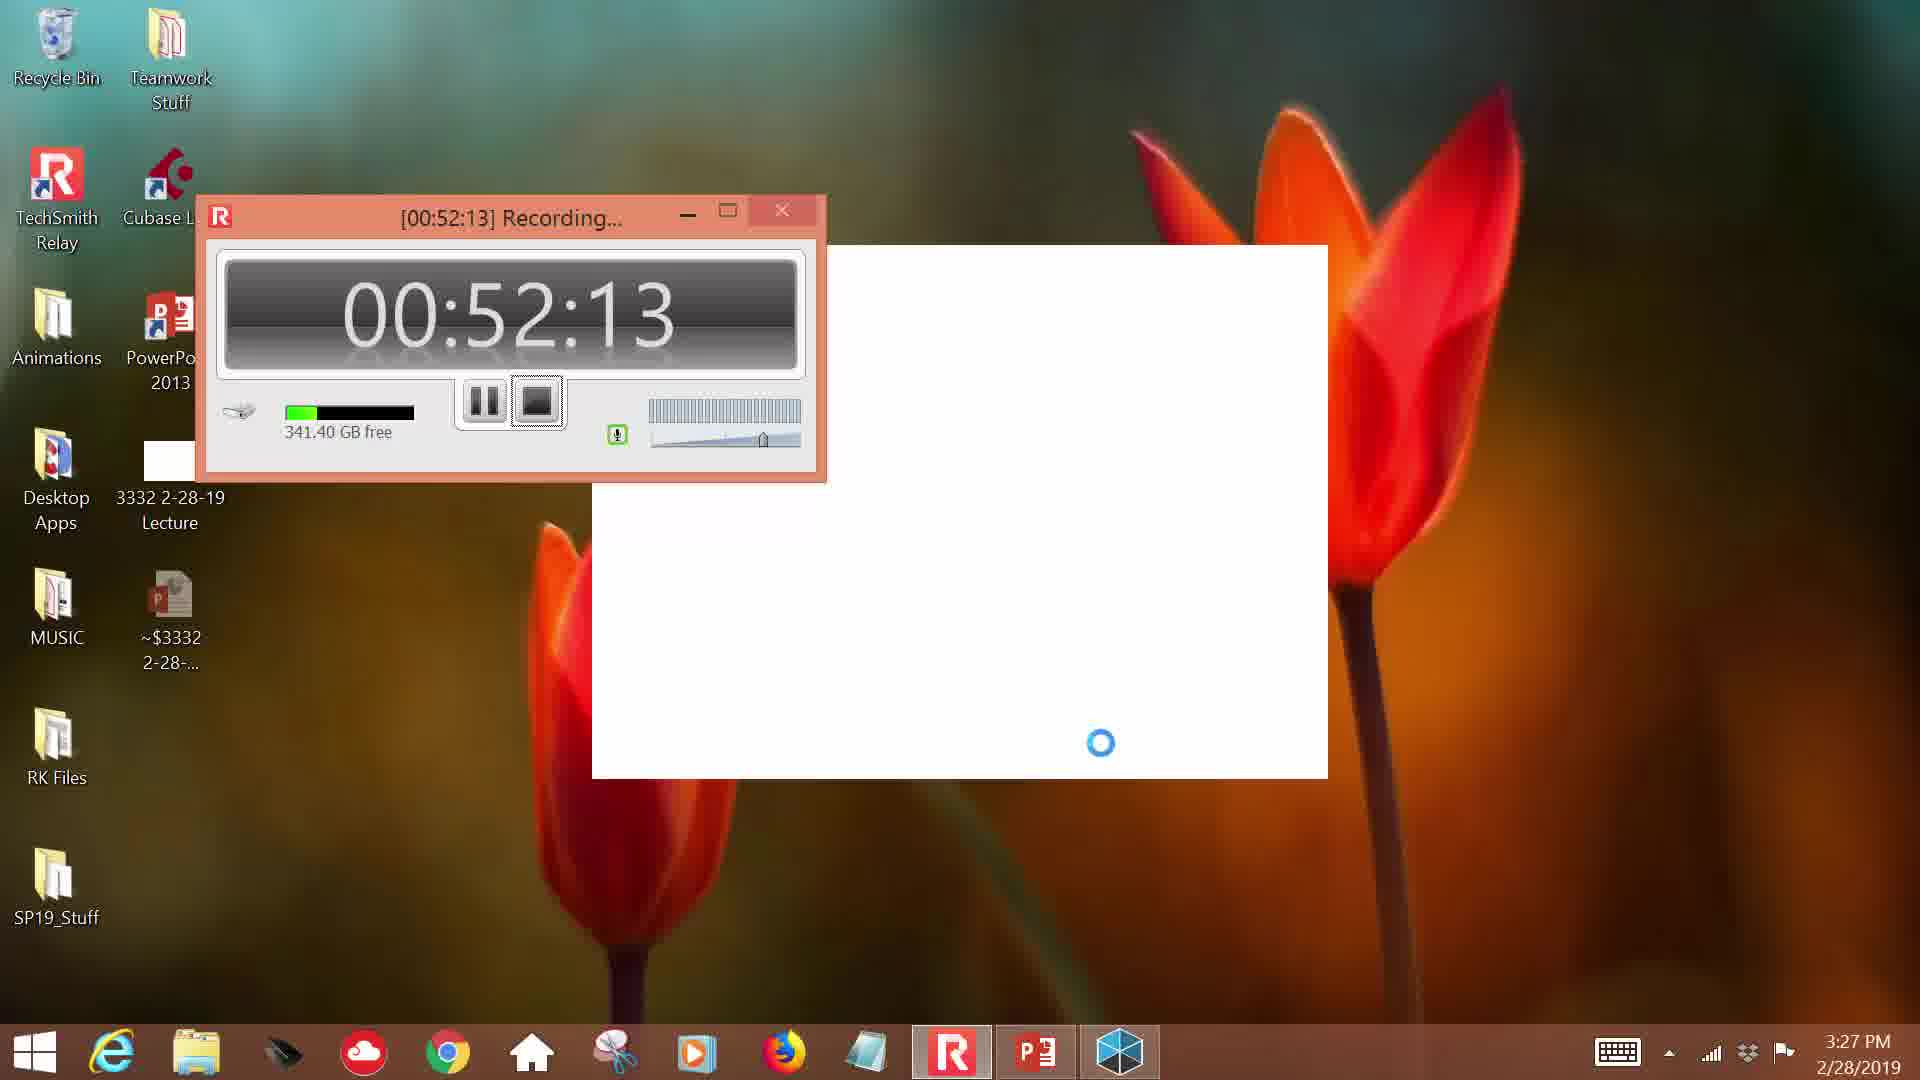 Recycle Bin
Teamwork
Stuff
TechSmith
Relay
Cubase L
Animations
PowerPo
2013
Desktop
Apps
3332 2-28-19
Lecture
MUSIC
~$3332
2-28-...
RK Files
SP19_Stuff
[00:52:13] Recording...
00:52:13
341.40 GB free
3:27 PM
2/28/2019